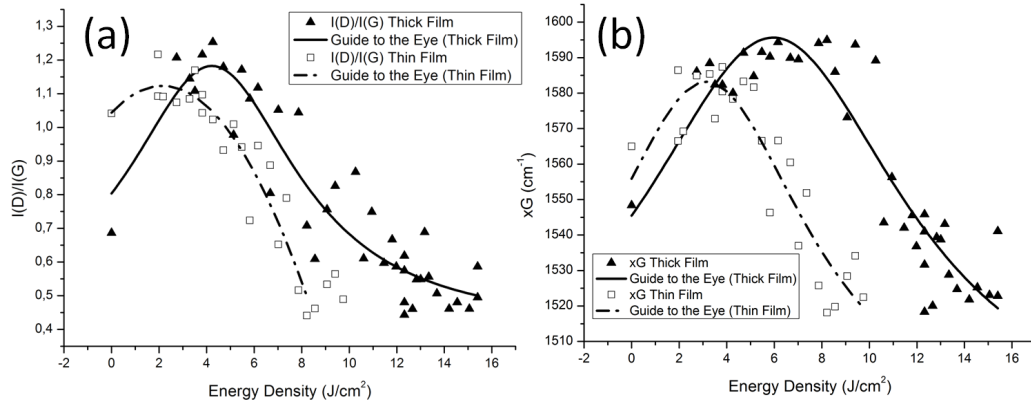 (a)
I(D)/I(G) Thick Film
Guide to the Eye (Thick Film)
I(D)/I(G) Thin Film
Guide to the Eye (Thin Film)
1,3
1,2
1,1
1,0
0,9
0,8
0,7
0,6
0,5
0,4
I(D)/I(G)
-2 0 2 4 6 8 10 12 14 16
Energy Density (J/cm²)
(b)
1600
1590
1580
1570
1560
1550
1540
1530
1520
1510
xG (cm⁻¹)
xG Thick Film
Guide to the Eye (Thick Film)
xG Thin Film
Guide to the Eye (Thin Film)
-2 0 2 4 6 8 10 12 14 16
Energy Density (J/cm²)